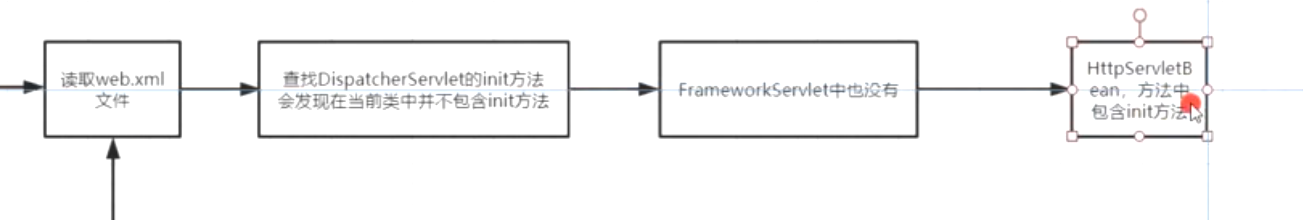 读取web.xml
文件
查找DispatcherServlet的init方法
会发现在当前类中并不包含init方法
FrameworkServlet中也没有
HttpServletB
ean，方法中
包含init方法